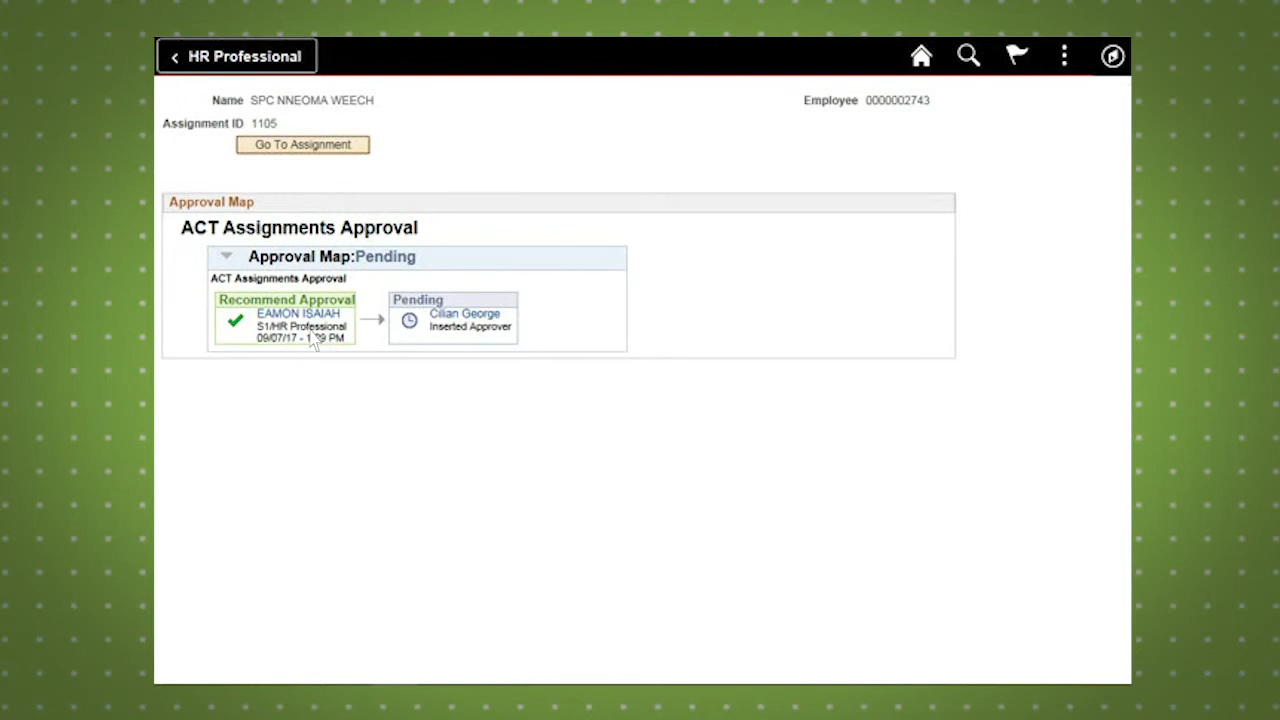 HR Professional
Name SPC NNEOMA WEECH
Employee 0000002743
Assignment ID 1105
Go To Assignment
Approval Map
ACT Assignments Approval
Approval Map:Pending
ACT Assignments Approval
Recommend Approval
EAMON ISAIAH
S1/HR Professional
09/07/17 - PM
Pending
Cilian George
Inserted Approver